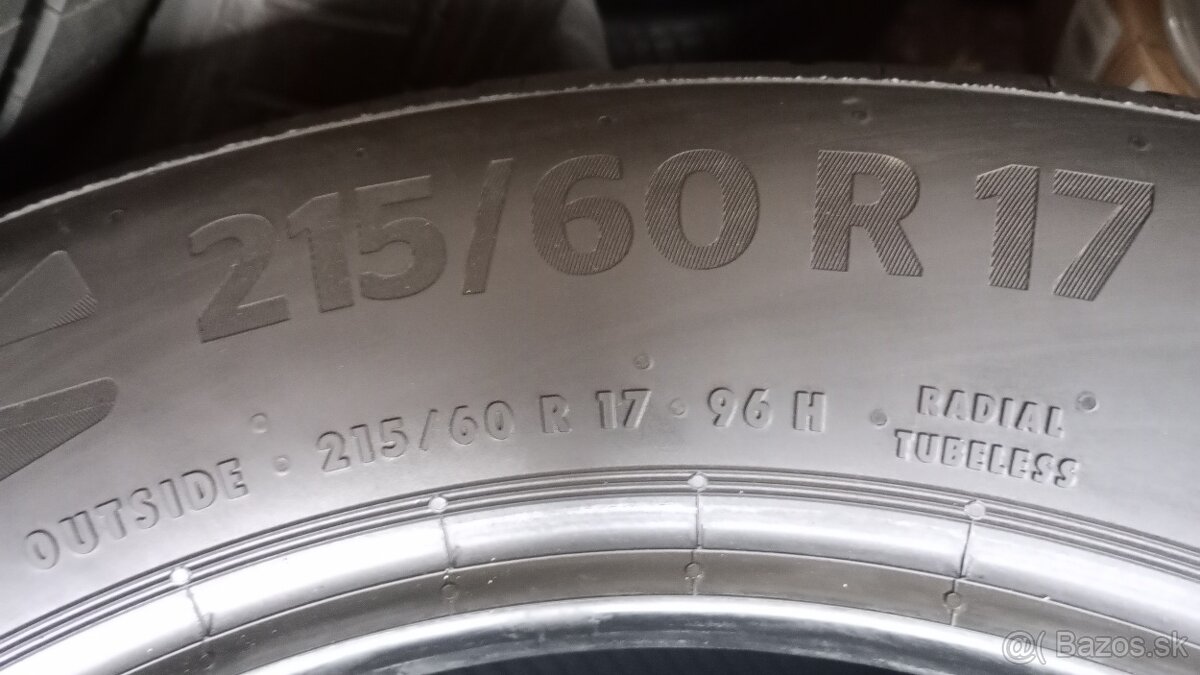 215/60 R 17
OUTSIDE · 215/60 R 17 · 96 H · RADIAL
TUBELESS
@( Bazos.sk